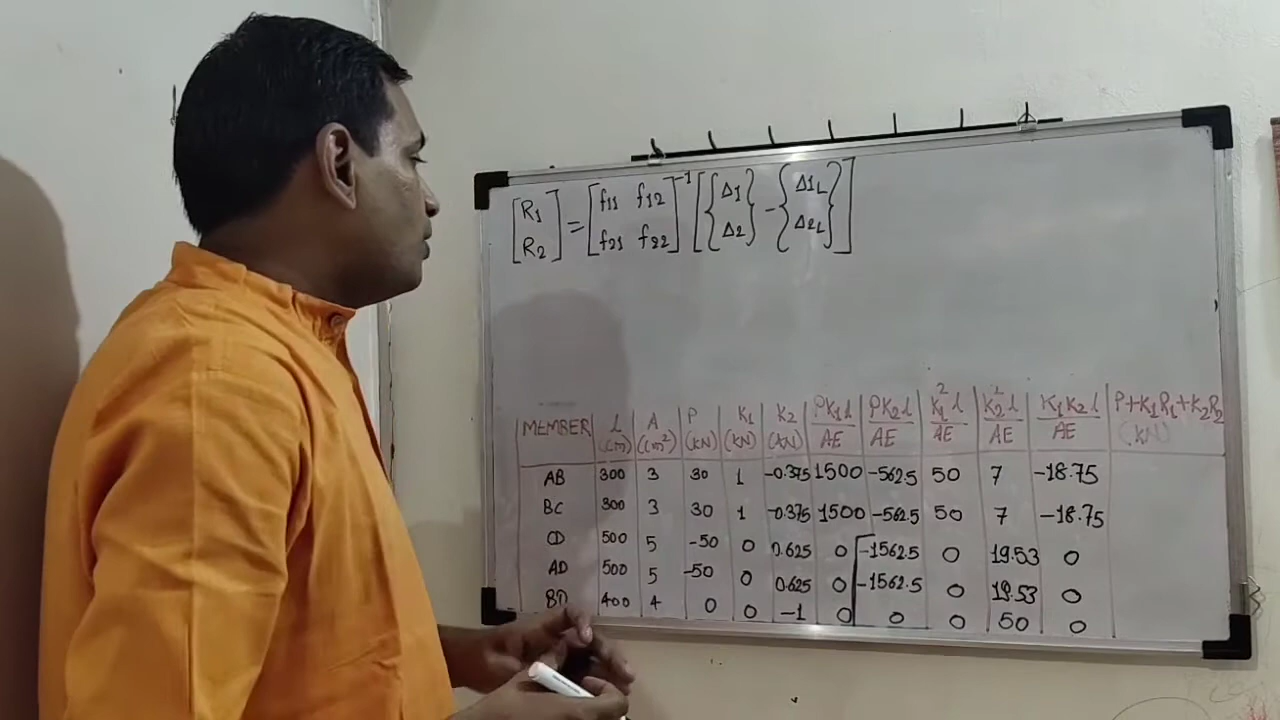 [R1 R2] = [f11 f12 f21 f22]^-1 [{Δ1 Δ2} - {Δ1L Δ2L}]
MEMBER l (cm) A (cm²) P (kN) K1 (kN) K2 (kN) PK1l/AE PK2l/AE K1²l/AE K2²l/AE K1K2l/AE P+K1R1+K2R2 (kN)
AB 300 3 30 1 -0.375 1500 -562.5 50 7 -18.75
BC 300 3 30 1 -0.375 1500 -562.5 50 7 -18.75
CD 500 5 -50 0 0.625 0 -1562.5 0 19.53 0
AD 500 5 -50 0 0.625 0 -1562.5 0 19.53 0
BD 400 4 0 0 -1 0 0 0 50 0